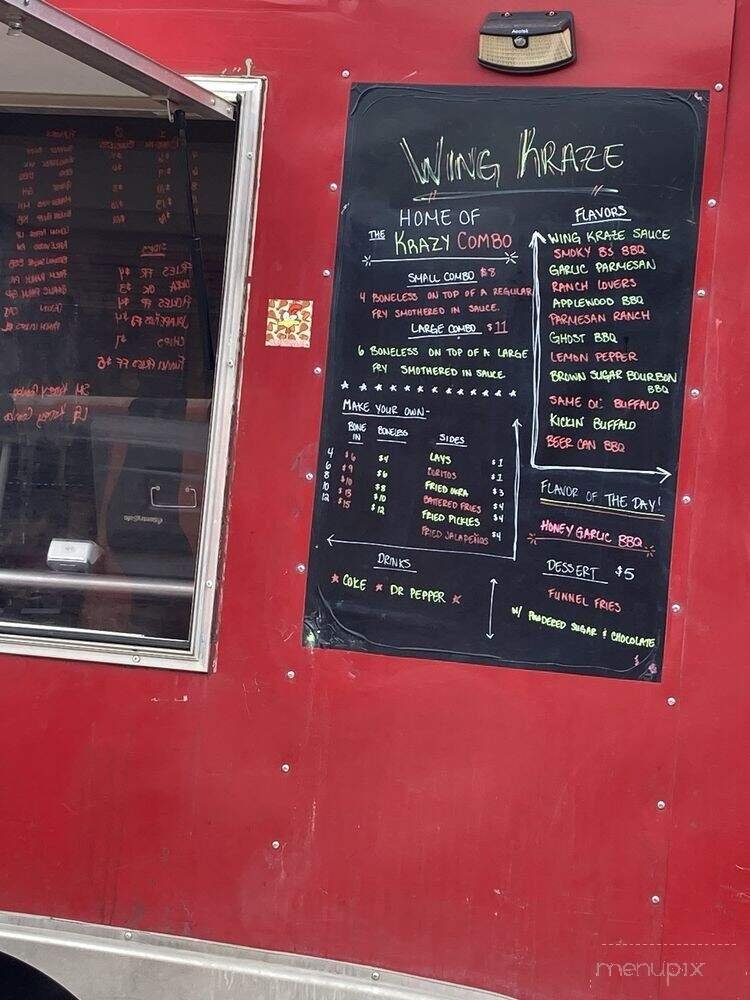 Aootek
WING KRAZE
HOME OF
THE KRAZY COMBO
SMALL COMBO $8
4 BONELESS ON TOP OF A REGULAR
FRY SMOTHERED IN SAUCE.
LARGE COMBO $11
6 BONELESS ON TOP OF A LARGE
FRY SMOTHERED IN SAUCE
MAKE YOUR OWN-
BONE IN BONELESS SIDES
4 $6 $4 LAYS $1
6 $9 $6 DORITOS $1
8 $10 $8 FRIED OKRA $3
10 $13 $10 BATTERED FRIES $4
12 $15 $12 FRIED PICKLES $4
FRIED JALAPEÑOS $4
DRINKS
COKE DR PEPPER
FLAVORS
WING KRAZE SAUCE
SMOKY B'S BBQ
GARLIC PARMESAN
RANCH LOVERS
APPLEWOOD BBQ
PARMESAN RANCH
GHOST BBQ
LEMON PEPPER
BROWN SUGAR BOURBON
BBQ
SAME OL' BUFFALO
KICKIN BUFFALO
BEER CAN BBQ
FLAVOR OF THE DAY!
HONEY GARLIC BBQ
DESSERT $5
FUNNEL FRIES
W/ POWDERED SUGAR & CHOCOLATE
menupix